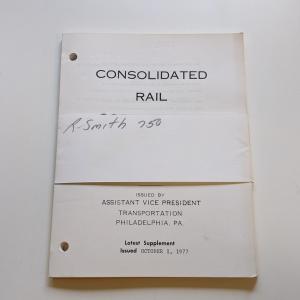 CONSOLIDATED
RAIL
R-Smith 750
ISSUED BY
ASSISTANT VICE PRESIDENT
TRANSPORTATION
PHILADELPHIA, PA.
Latest Supplement
Issued OCTOBER 1, 1977